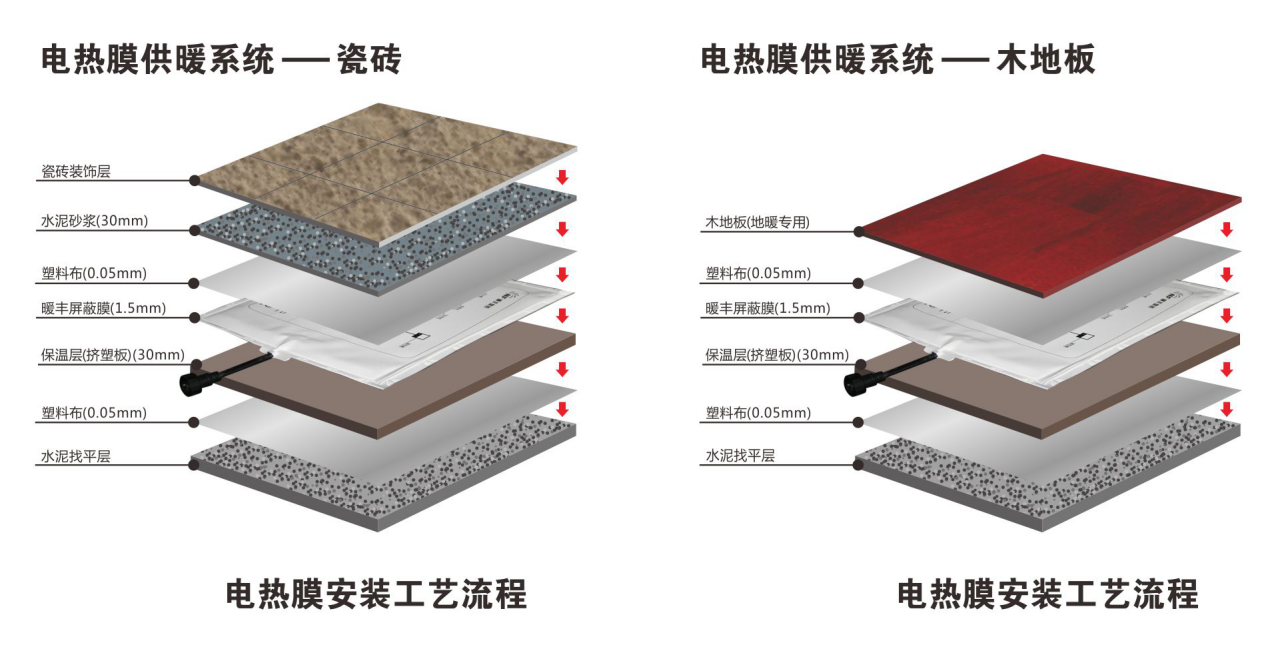 电热膜供暖系统——瓷砖
瓷砖装饰层
水泥砂浆(30mm)
塑料布(0.05mm)
暖丰屏蔽膜(1.5mm)
保温层(挤塑板)(30mm)
塑料布(0.05mm)
水泥找平层
电热膜安装工艺流程
电热膜供暖系统——木地板
木地板(地暖专用)
塑料布(0.05mm)
暖丰屏蔽膜(1.5mm)
保温层(挤塑板)(30mm)
塑料布(0.05mm)
水泥找平层
电热膜安装工艺流程